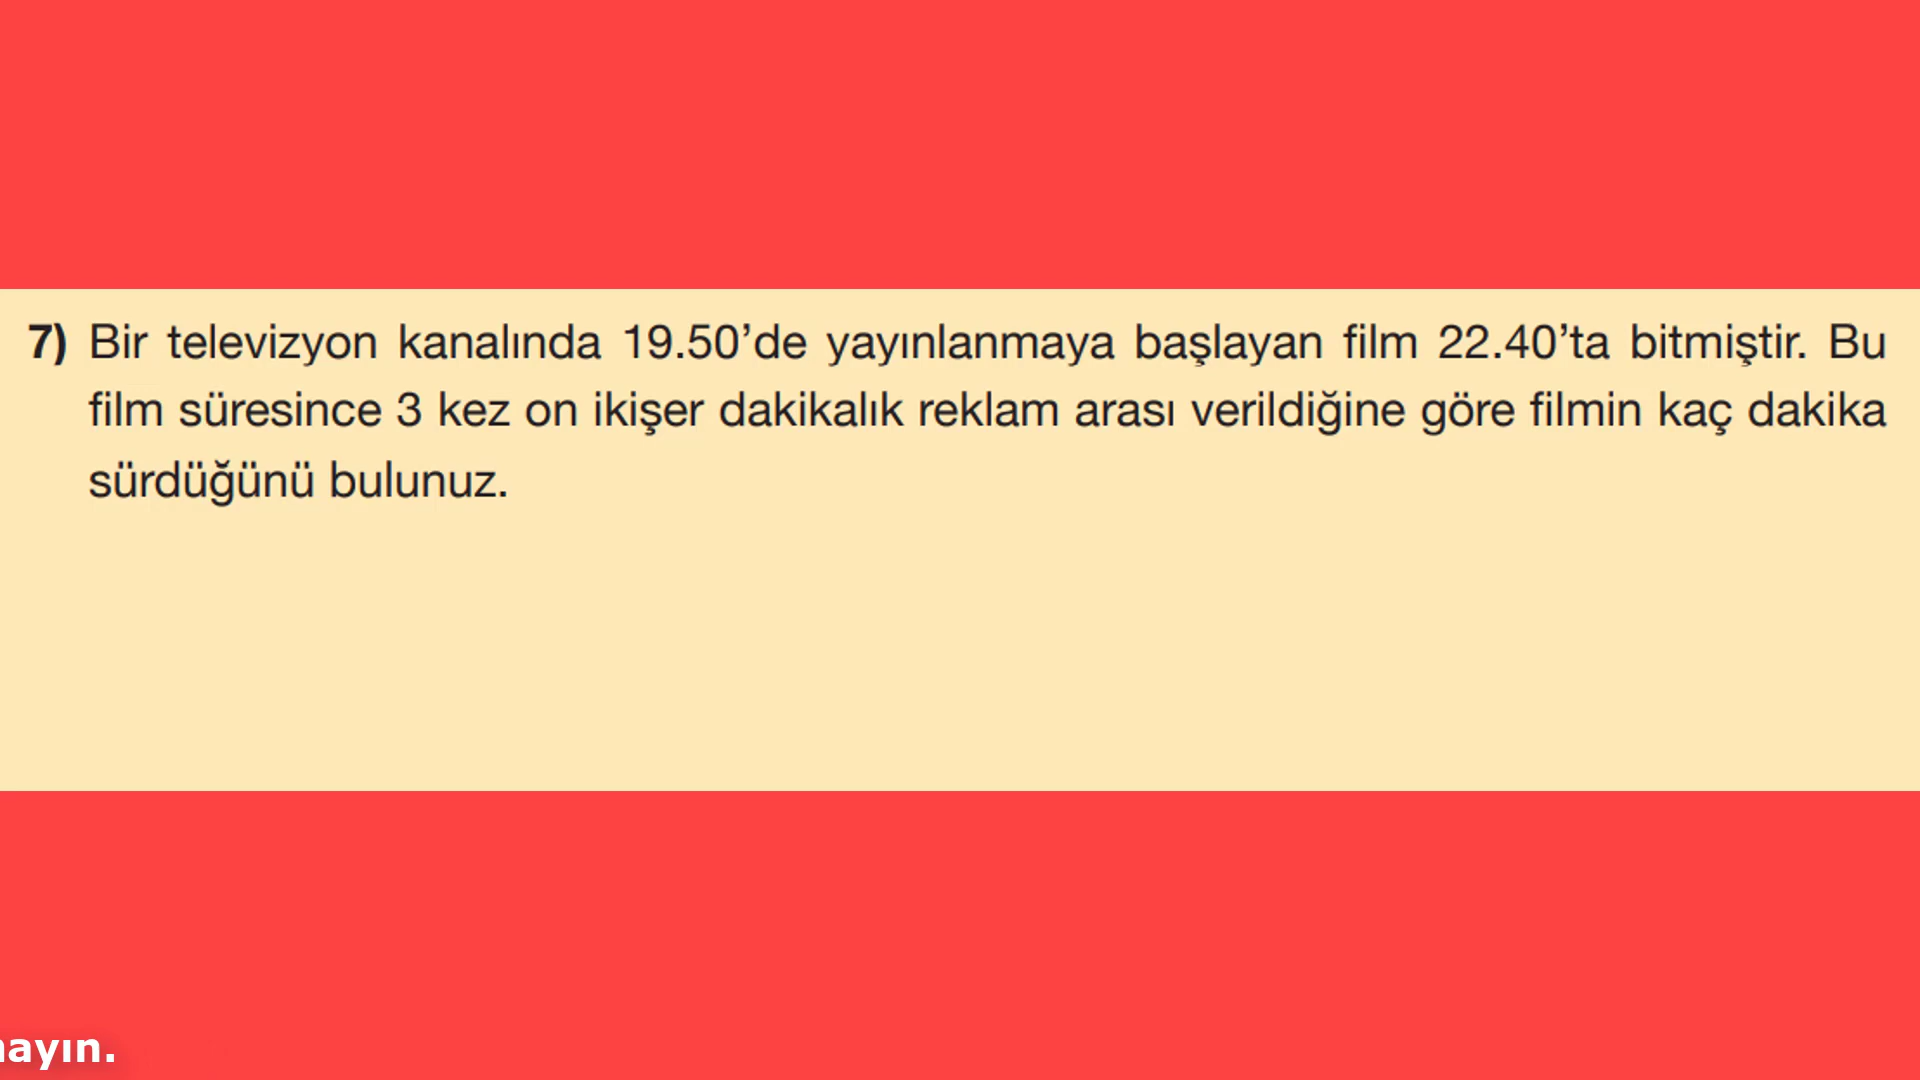 7) Bir televizyon kanalında 19.50’de yayınlanmaya başlayan film 22.40’ta bitmiştir. Bu
film süresince 3 kez on ikişer dakikalık reklam arası verildiğine göre filmin kaç dakika
sürdüğünü bulunuz.